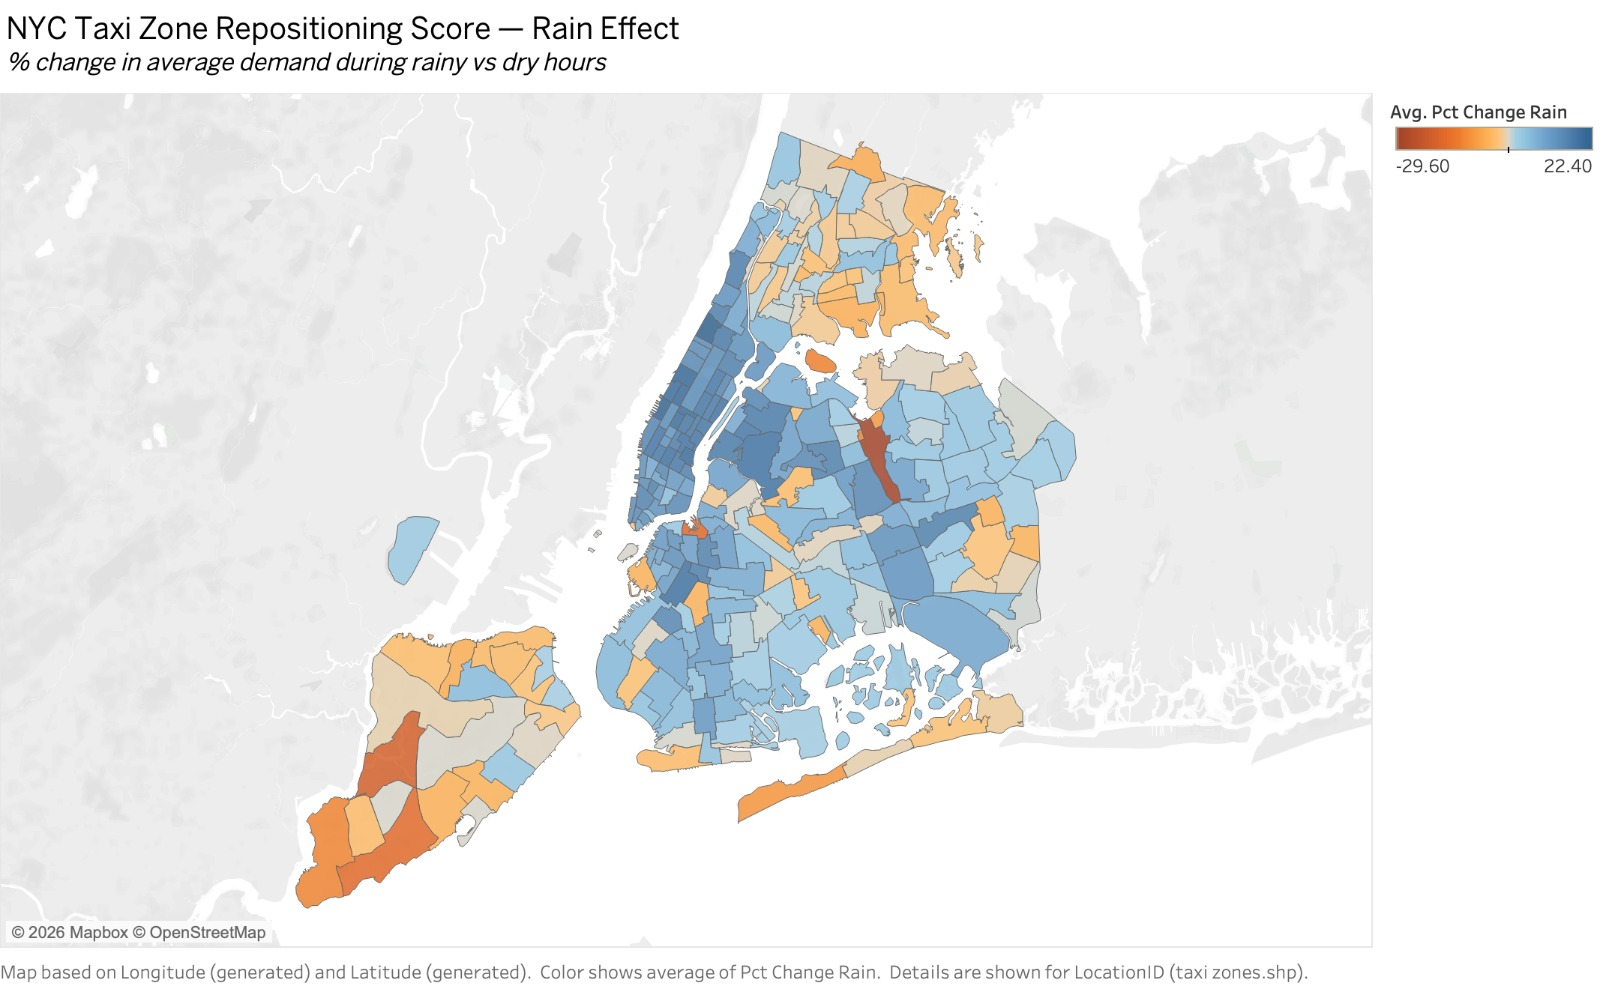 NYC Taxi Zone Repositioning Score — Rain Effect
% change in average demand during rainy vs dry hours
Avg. Pct Change Rain
-29.60 22.40
© 2026 Mapbox © OpenStreetMap
Map based on Longitude (generated) and Latitude (generated).  Color shows average of Pct Change Rain.  Details are shown for LocationID (taxi zones.shp).